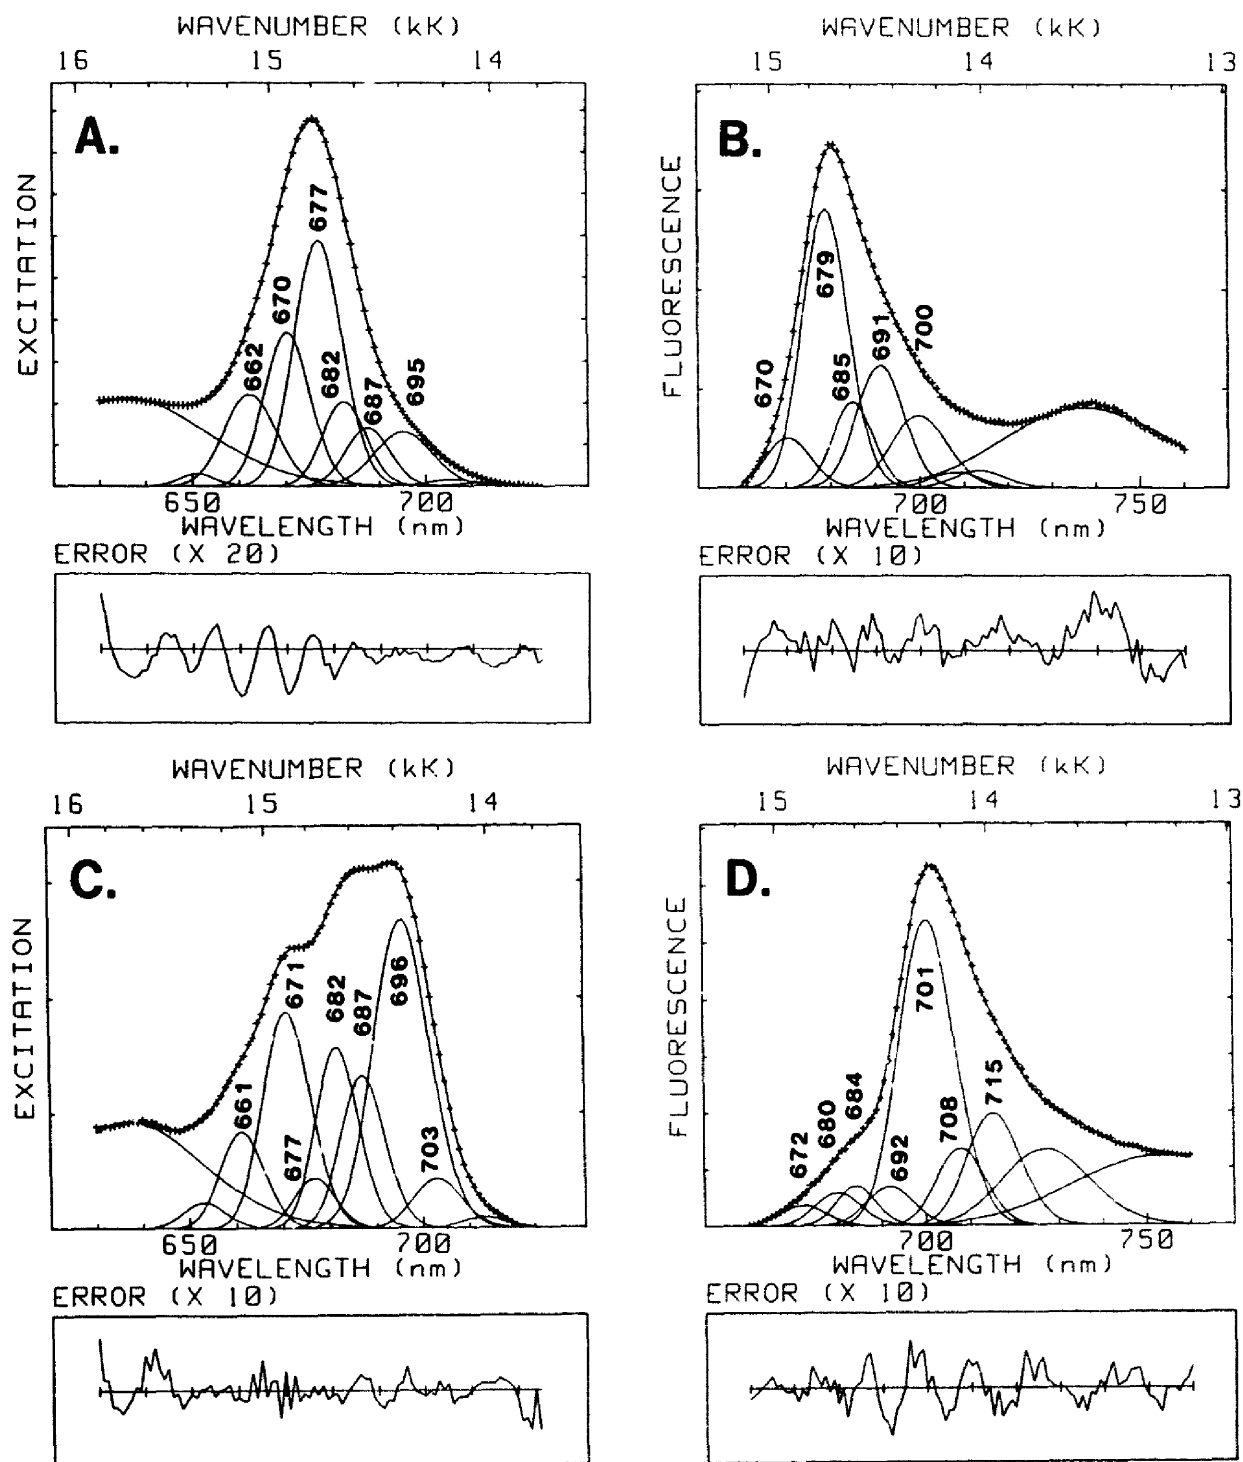 WAVENUMBER (kK)
16 15 14
A.
EXCITATION
662 670 677 682 687 695
650 700
WAVELENGTH (nm)
ERROR (X 20)
WAVENUMBER (kK)
15 14 13
B.
FLUORESCENCE
670 679 685 691 700
700 750
WAVELENGTH (nm)
ERROR (X 10)
WAVENUMBER (kK)
16 15 14
C.
EXCITATION
661 671 677 682 687 696 703
650 700
WAVELENGTH (nm)
ERROR (X 10)
WAVENUMBER (kK)
15 14 13
D.
FLUORESCENCE
672 680 684 692 701 708 715
700 750
WAVELENGTH (nm)
ERROR (X 10)